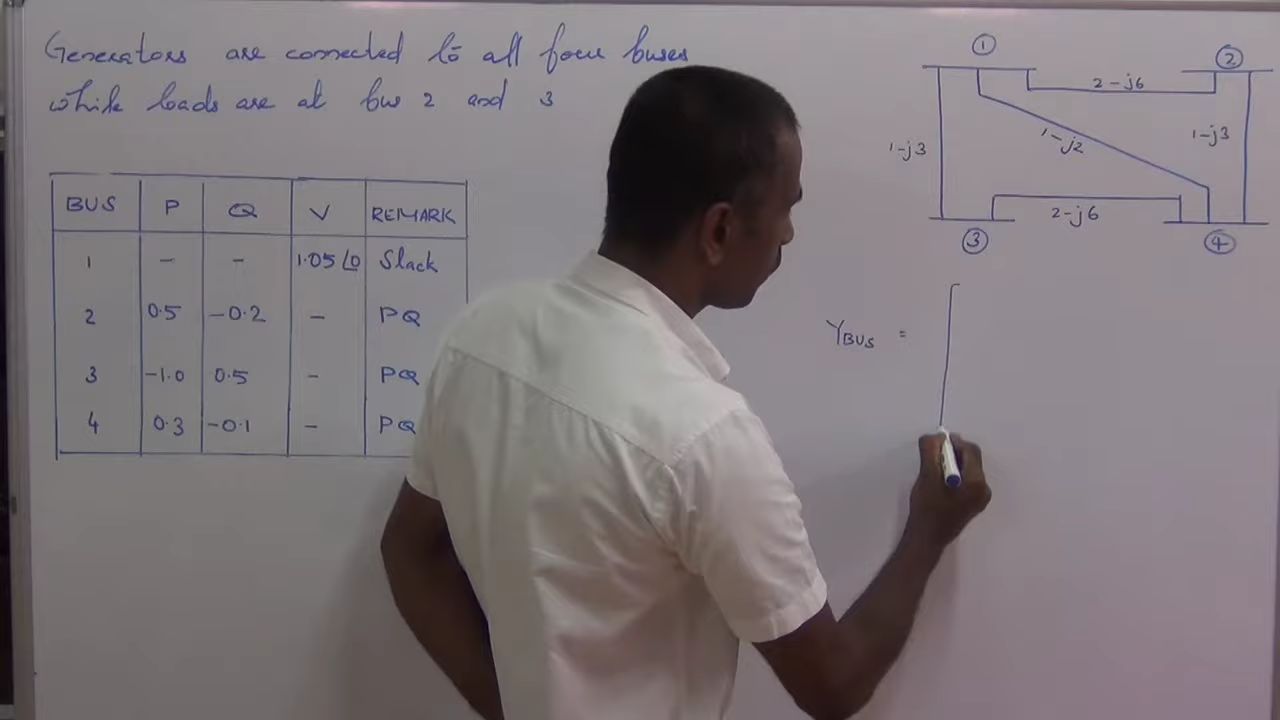 Generators are connected to all four buses
while loads are at bus 2 and 3
BUS P Q V REMARK
1 - - 1.05∠0 Slack
2 0.5 -0.2 - PQ
3 -1.0 0.5 - PQ
4 0.3 -0.1 - PQ
① ②
2-j6
1-j3 1-j2 1-j3
2-j6
③ ④
YBUS =